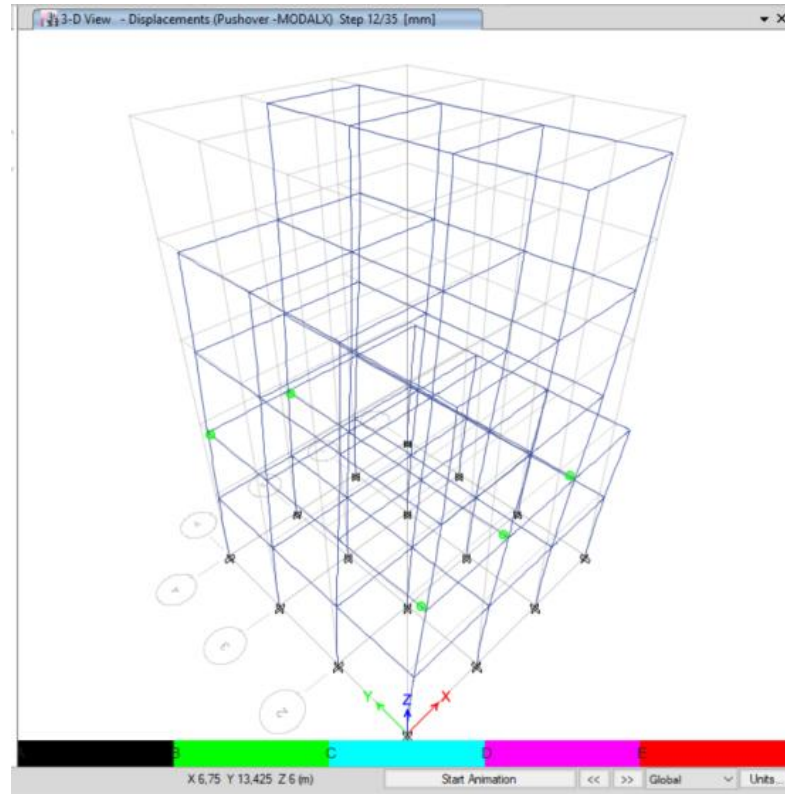 3-D View - Displacements (Pushover -MODALX) Step 12/35 [mm]
Y
Z
X
B
C
D
E
X 6,75 Y 13,425 Z 6 (m)
Start Animation
<<
>>
Global
Units...